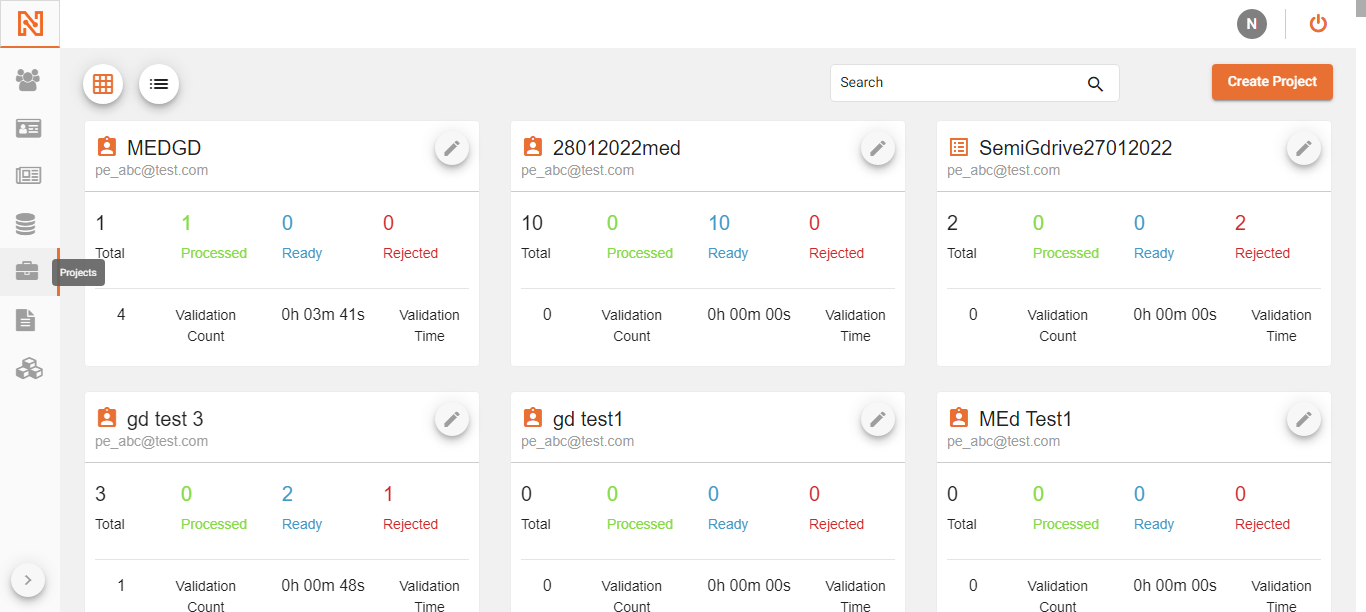 N
Search
Create Project
MEDGD
pe_abc@test.com
1 1 0 0
Total Processed Ready Rejected
4 Validation Count 0h 03m 41s Validation Time
28012022med
pe_abc@test.com
10 0 10 0
Total Processed Ready Rejected
0 Validation Count 0h 00m 00s Validation Time
SemiGdrive27012022
pe_abc@test.com
2 0 0 2
Total Processed Ready Rejected
0 Validation Count 0h 00m 00s Validation Time
Projects
gd test 3
pe_abc@test.com
3 0 2 1
Total Processed Ready Rejected
1 Validation Count 0h 00m 48s Validation Time
gd test1
pe_abc@test.com
0 0 0 0
Total Processed Ready Rejected
0 Validation Count 0h 00m 00s Validation Time
MEd Test1
pe_abc@test.com
0 0 0 0
Total Processed Ready Rejected
0 Validation Count 0h 00m 00s Validation Time